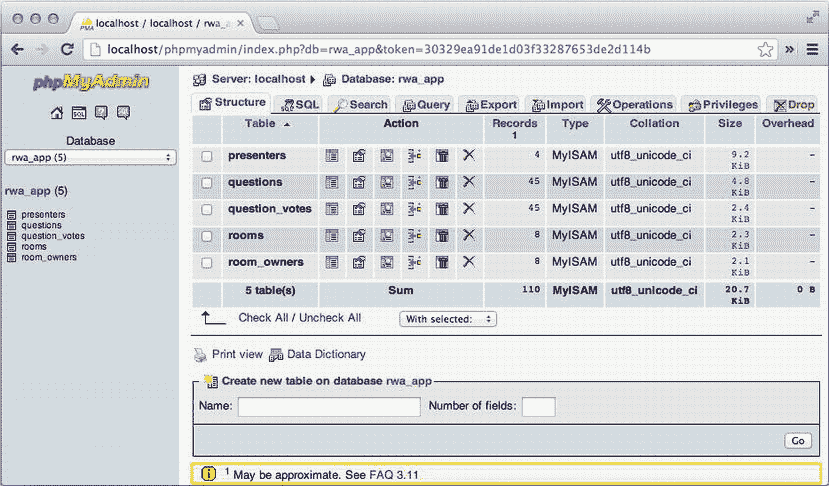 PMA localhost / localhost / rwa_a
localhost/phpmyadmin/index.php?db=rwa_app&token=30329ea91de1d03f33287653de2d114b
phpMyAdmin
SQL
Database
rwa_app (5)
rwa_app (5)
presenters
questions
question_votes
rooms
room_owners
Server: localhost Database: rwa_app
Structure SQL Search Query Export Import Operations Privileges Drop
Table Action Records 1 Type Collation Size Overhead
presenters 4 MyISAM utf8_unicode_ci 9.2 KiB -
questions 45 MyISAM utf8_unicode_ci 4.8 KiB -
question_votes 45 MyISAM utf8_unicode_ci 2.4 KiB -
rooms 8 MyISAM utf8_unicode_ci 2.3 KiB -
room_owners 8 MyISAM utf8_unicode_ci 2.1 KiB -
5 table(s) Sum 110 MyISAM utf8_unicode_ci 20.7 KiB 0 B
Check All / Uncheck All With selected:
Print view Data Dictionary
Create new table on database rwa_app
Name: Number of fields:
Go
1 May be approximate. See FAQ 3.11